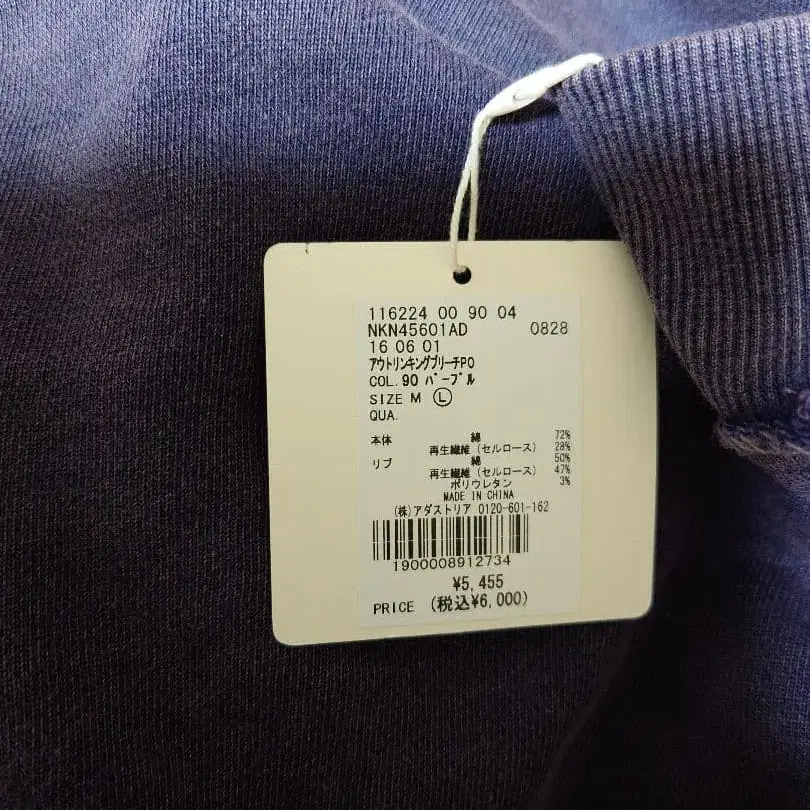 116224 00 90 04
NKN45601AD 0828
16 06 01
アウトリンキングブリーチPO
COL.90 パープル
SIZE M Ⓛ
QUA.
本体 綿 72%
再生繊維(セルロース) 28%
リブ 綿 50%
再生繊維(セルロース) 47%
ポリウレタン 3%
MADE IN CHINA
(株)アダストリア 0120-601-162
1900008912734
¥5,455
PRICE (税込¥6,000)